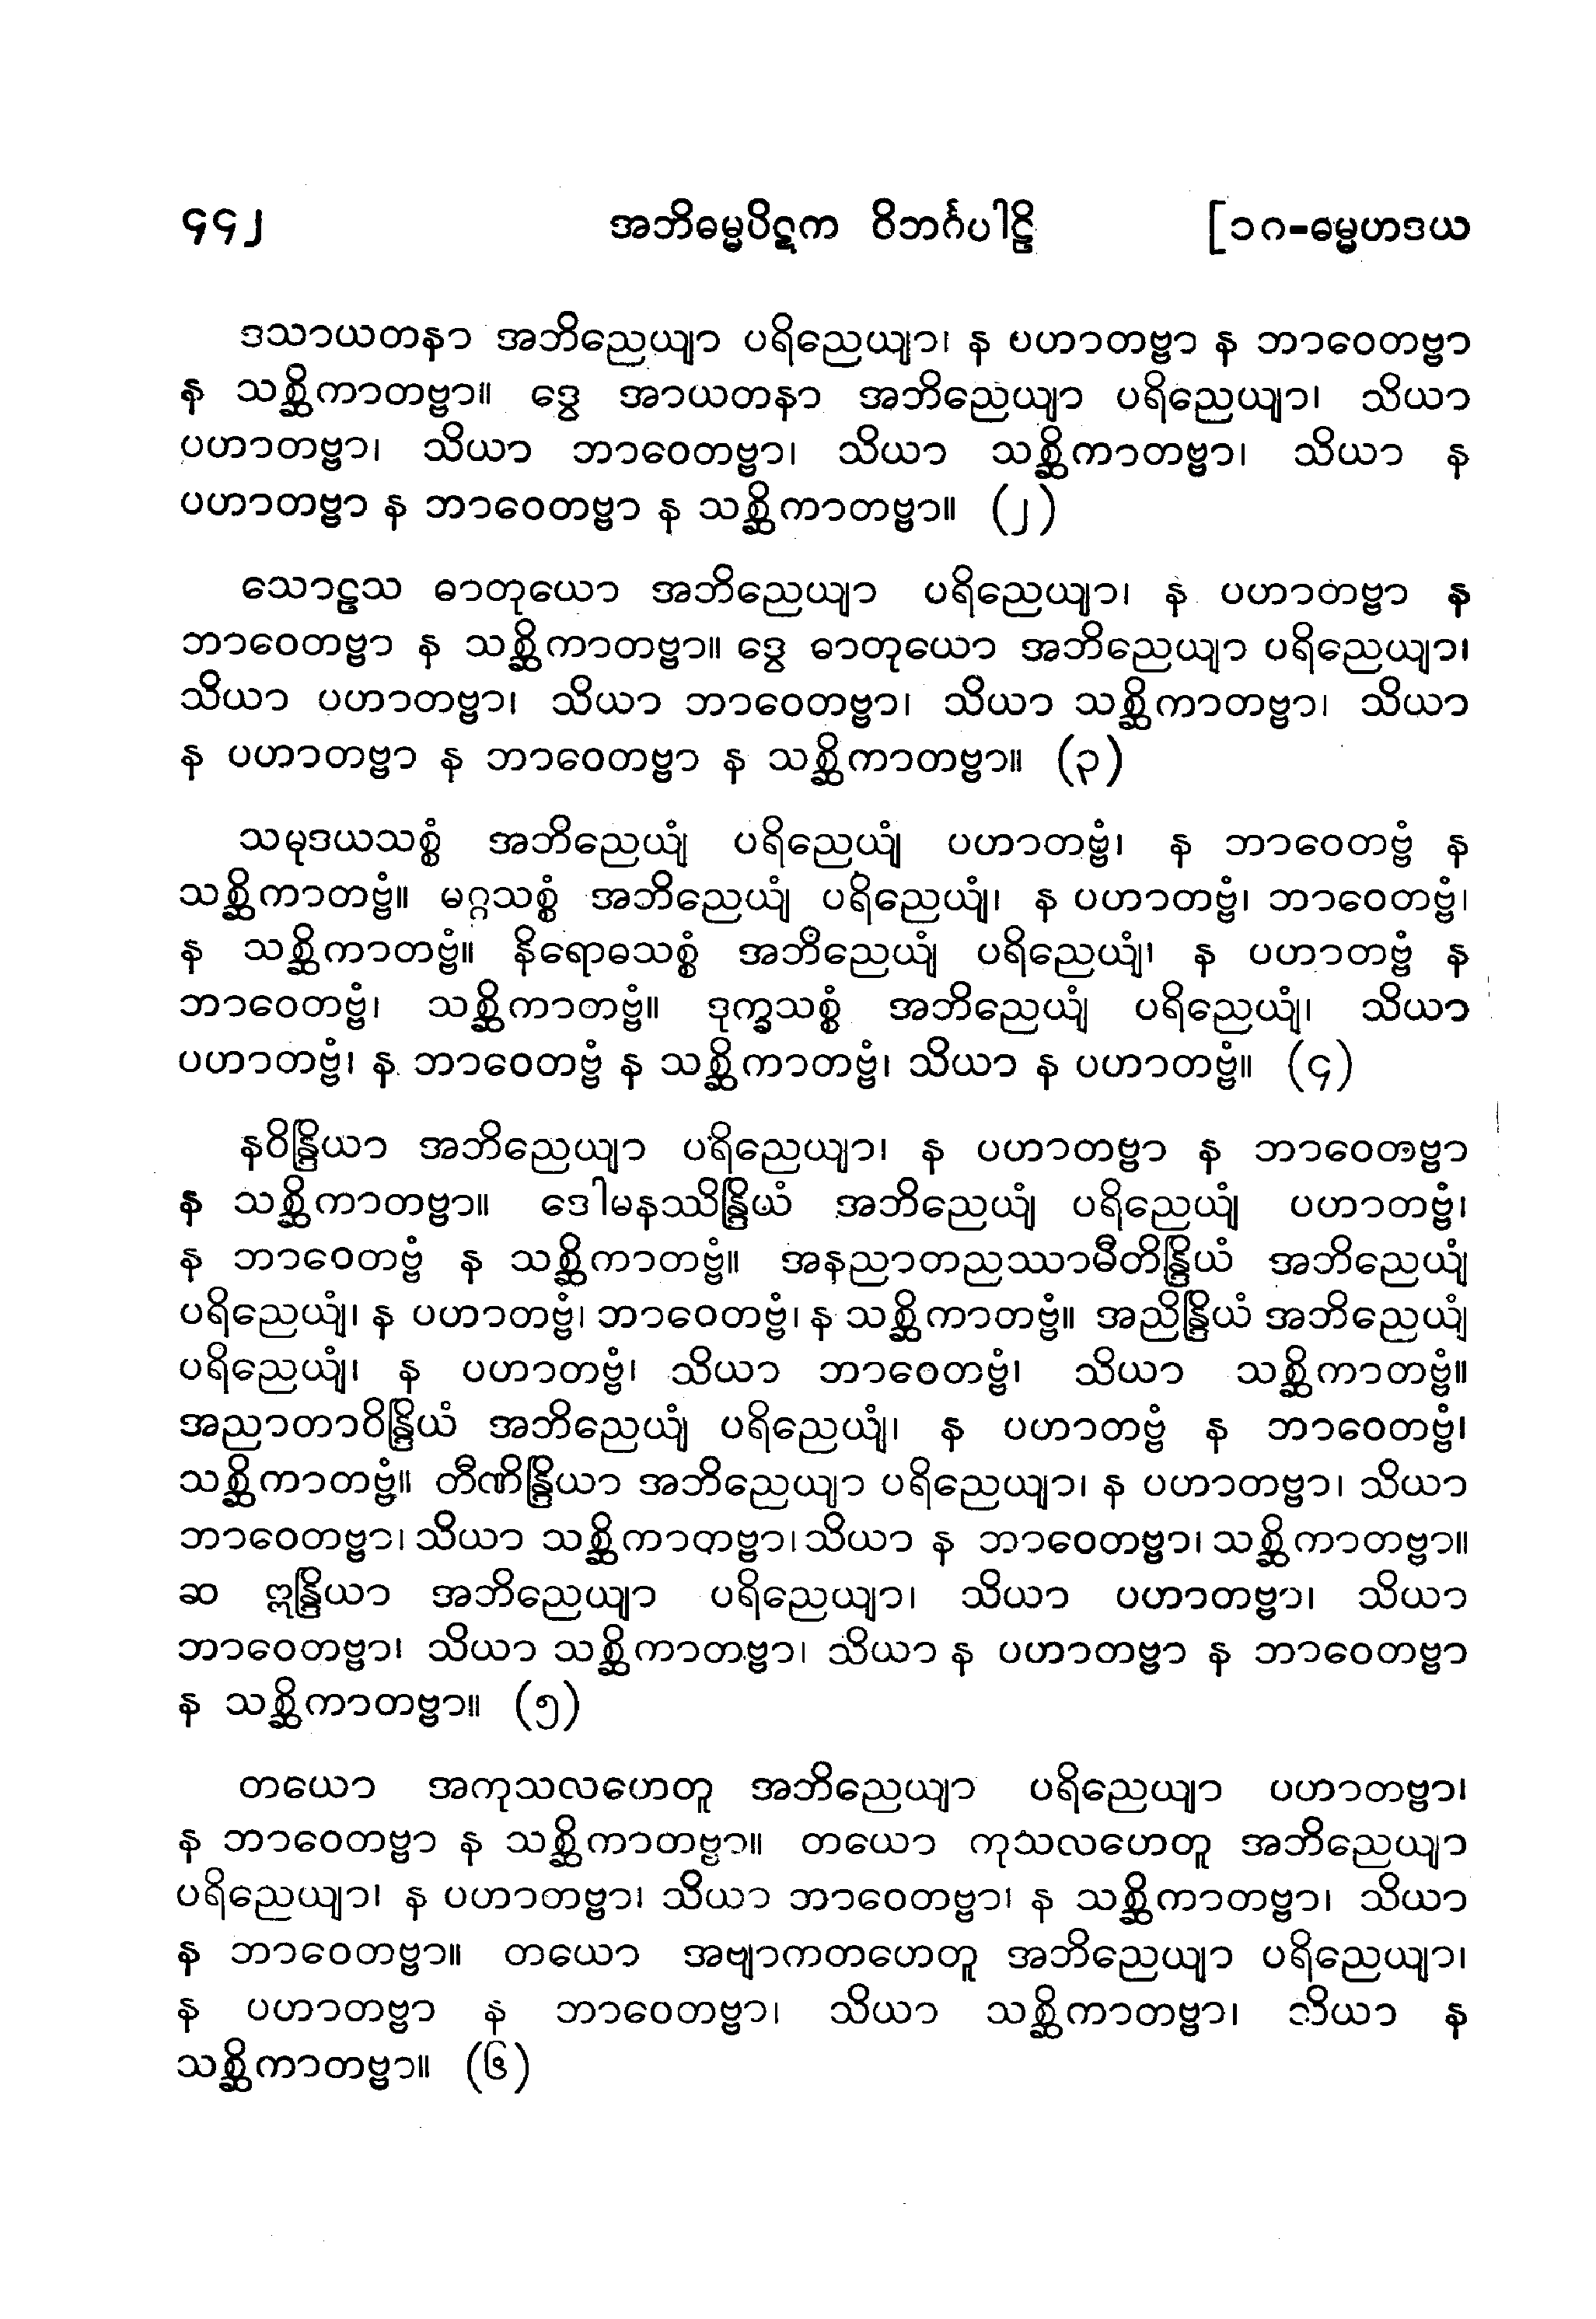 ၄၄၂ အဘိဓမ္မပိဋက ဝိဘင်္ဂပါဠိ [၁၈-ဓမ္မဟဒယ
ဒသာယတနာ အဘိညေယျာ ပရိညေယျာ၊ န ပဟာတဗ္ဗာ န ဘာဝေတဗ္ဗာ
န သစ္ဆိကာတဗ္ဗာ။ ဒွေ အာယတနာ အဘိညေယျာ ပရိညေယျာ၊ သိယာ
ပဟာတဗ္ဗာ၊ သိယာ ဘာဝေတဗ္ဗာ၊ သိယာ သစ္ဆိကာတဗ္ဗာ၊ သိယာ န
ပဟာတဗ္ဗာ န ဘာဝေတဗ္ဗာ န သစ္ဆိကာတဗ္ဗာ။ (၂)
သောဠသ ဓာတုယော အဘိညေယျာ ပရိညေယျာ၊ န ပဟာတဗ္ဗာ န
ဘာဝေတဗ္ဗာ န သစ္ဆိကာတဗ္ဗာ။ ဒွေ ဓာတုယော အဘိညေယျာ ပရိညေယျာ၊
သိယာ ပဟာတဗ္ဗာ၊ သိယာ ဘာဝေတဗ္ဗာ၊ သိယာ သစ္ဆိကာတဗ္ဗာ၊ သိယာ
န ပဟာတဗ္ဗာ န ဘာဝေတဗ္ဗာ န သစ္ဆိကာတဗ္ဗာ။ (၃)
သမုဒယသစ္စံ အဘိညေယျံ ပရိညေယျံ ပဟာတဗ္ဗံ၊ န ဘာဝေတဗ္ဗံ န
သစ္ဆိကာတဗ္ဗံ။ မဂ္ဂသစ္စံ အဘိညေယျံ ပရိညေယျံ၊ န ပဟာတဗ္ဗံ၊ ဘာဝေတဗ္ဗံ၊
န သစ္ဆိကာတဗ္ဗံ။ နိရောဓသစ္စံ အဘိညေယျံ ပရိညေယျံ၊ န ပဟာတဗ္ဗံ န
ဘာဝေတဗ္ဗံ၊ သစ္ဆိကာတဗ္ဗံ။ ဒုက္ခသစ္စံ အဘိညေယျံ ပရိညေယျံ၊ သိယာ
ပဟာတဗ္ဗံ၊ န ဘာဝေတဗ္ဗံ န သစ္ဆိကာတဗ္ဗံ၊ သိယာ န ပဟာတဗ္ဗံ။ (၄)
နဝိန္ဒြိယာ အဘိညေယျာ ပရိညေယျာ၊ န ပဟာတဗ္ဗာ န ဘာဝေတဗ္ဗာ
န သစ္ဆိကာတဗ္ဗာ။ ဒေါမနဿိန္ဒြိယံ အဘိညေယျံ ပရိညေယျံ ပဟာတဗ္ဗံ၊
န ဘာဝေတဗ္ဗံ န သစ္ဆိကာတဗ္ဗံ။ အနညာတညဿာမီတိန္ဒြိယံ အဘိညေယျံ
ပရိညေယျံ၊ န ပဟာတဗ္ဗံ၊ ဘာဝေတဗ္ဗံ၊ န သစ္ဆိကာတဗ္ဗံ။ အညိန္ဒြိယံ အဘိညေယျံ
ပရိညေယျံ၊ န ပဟာတဗ္ဗံ၊ သိယာ ဘာဝေတဗ္ဗံ၊ သိယာ သစ္ဆိကာတဗ္ဗံ။
အညာတာဝိန္ဒြိယံ အဘိညေယျံ ပရိညေယျံ၊ န ပဟာတဗ္ဗံ န ဘာဝေတဗ္ဗံ၊
သစ္ဆိကာတဗ္ဗံ။ တီဏိန္ဒြိယာ အဘိညေယျာ ပရိညေယျာ၊ န ပဟာတဗ္ဗာ၊ သိယာ
ဘာဝေတဗ္ဗာ၊ သိယာ သစ္ဆိကာတဗ္ဗာ၊ သိယာ န ဘာဝေတဗ္ဗာ၊ သစ္ဆိကာတဗ္ဗာ။
ဆ ဣန္ဒြိယာ အဘိညေယျာ ပရိညေယျာ၊ သိယာ ပဟာတဗ္ဗာ၊ သိယာ
ဘာဝေတဗ္ဗာ၊ သိယာ သစ္ဆိကာတဗ္ဗာ၊ သိယာ န ပဟာတဗ္ဗာ န ဘာဝေတဗ္ဗာ
န သစ္ဆိကာတဗ္ဗာ။ (၅)
တယော အကုသလဟေတူ အဘိညေယျာ ပရိညေယျာ ပဟာတဗ္ဗာ၊
န ဘာဝေတဗ္ဗာ န သစ္ဆိကာတဗ္ဗာ။ တယော ကုသလဟေတူ အဘိညေယျာ
ပရိညေယျာ၊ န ပဟာတဗ္ဗာ၊ သိယာ ဘာဝေတဗ္ဗာ၊ န သစ္ဆိကာတဗ္ဗာ၊ သိယာ
န ဘာဝေတဗ္ဗာ။ တယော အဗျာကတဟေတူ အဘိညေယျာ ပရိညေယျာ၊
န ပဟာတဗ္ဗာ န ဘာဝေတဗ္ဗာ၊ သိယာ သစ္ဆိကာတဗ္ဗာ၊ သိယာ န
သစ္ဆိကာတဗ္ဗာ။ (၆)